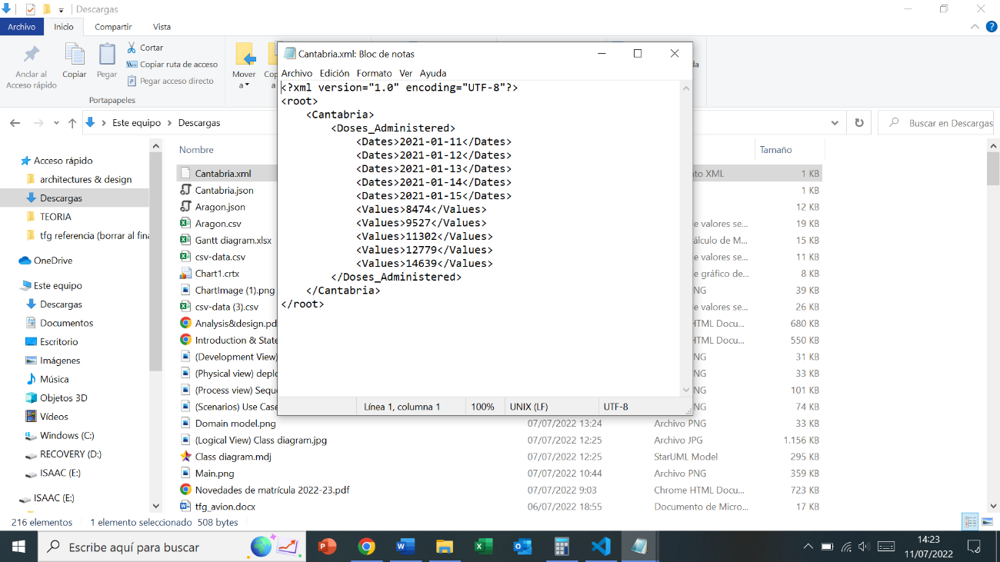 Descargas
Archivo Inicio Compartir Vista
Anclar al
Acceso rápido
Copiar
Pegar
Cortar
Copiar ruta de acceso
Pegar acceso directo
Portapapeles
Mover
a
Cop
a
da
Cantabria.xml: Bloc de notas
Archivo Edición Formato Ver Ayuda
<?xml version="1.0" encoding="UTF-8"?>
<root>
<Cantabria>
<Doses_Administered>
<Dates>2021-01-11</Dates>
<Dates>2021-01-12</Dates>
<Dates>2021-01-13</Dates>
<Dates>2021-01-14</Dates>
<Dates>2021-01-15</Dates>
<Values>8474</Values>
<Values>9527</Values>
<Values>11302</Values>
<Values>12779</Values>
<Values>14639</Values>
</Doses_Administered>
</Cantabria>
</root>
Línea 1, columna 1 100% UNIX (LF) UTF-8
Este equipo > Descargas
Buscar en Descargas
Acceso rápido
architectures & design
Descargas
TEORIA
tfg referencia (borrar al fina
OneDrive
Este equipo
Descargas
Documentos
Escritorio
Imágenes
Música
Objetos 3D
Vídeos
Windows (C:)
RECOVERY (D:)
ISAAC (E:)
ISAAC (E:)
Nombre Tamaño
Cantabria.xml to XML 1 KB
Cantabria.json 1 KB
Aragon.json 12 KB
Aragon.csv e valores se... 19 KB
Gantt diagram.xlsx álculo de M... 15 KB
csv-data.csv e valores se... 11 KB
Chart1.crtx e gráfico de... 8 KB
ChartImage (1).png NG 39 KB
csv-data (3).csv e valores se... 26 KB
Analysis&design.pd HTML Docu... 680 KB
Introduction & State HTML Docu... 550 KB
(Development View) NG 31 KB
(Physical view) depl NG 33 KB
(Process view) Sequ NG 101 KB
(Scenarios) Use Case NG 74 KB
Domain model.png 07/07/2022 13:24 Archivo PNG 33 KB
(Logical View) Class diagram.jpg 07/07/2022 12:25 Archivo JPG 1.156 KB
Class diagram.mdj 07/07/2022 12:25 StarUML Model 295 KB
Main.png 07/07/2022 10:44 Archivo PNG 359 KB
Novedades de matrícula 2022-23.pdf 07/07/2022 9:03 Chrome HTML Docu... 723 KB
tfg_avion.docx 06/07/2022 18:55 Documento de Micro... 17 KB
216 elementos 1 elemento seleccionado 508 bytes
Escribe aquí para buscar
14:23
11/07/2022